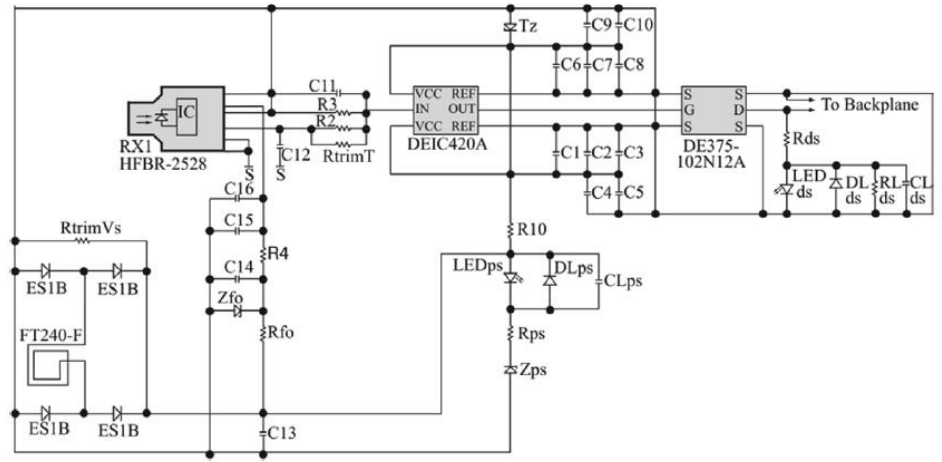 Tz
C9
C10
C6
C7
C8
C11
R3
R2
RtrimT
IC
RX1
HFBR-2528
C12
S
S
VCC REF
IN OUT
VCC REF
DEIC420A
S S
G D
S S
DE375-
102N12A
To Backplane
Rds
C1
C2
C3
C4
C5
LED
ds
DL
ds
RL
ds
CL
ds
C16
C15
R4
C14
Zfo
Rfo
C13
R10
LEDps
DLps
CLps
Rps
Zps
RtrimVs
ES1B
ES1B
FT240-F
ES1B
ES1B